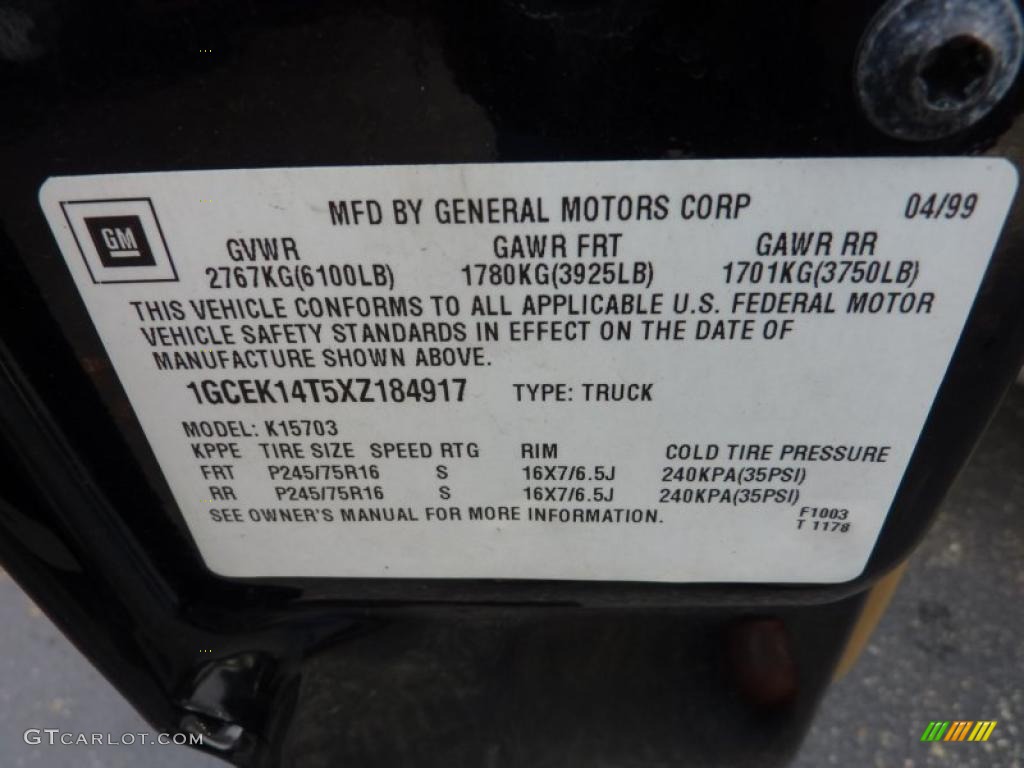 MFD BY GENERAL MOTORS CORP 04/99
GM
GVWR GAWR FRT GAWR RR
2767KG(6100LB) 1780KG(3925LB) 1701KG(3750LB)
THIS VEHICLE CONFORMS TO ALL APPLICABLE U.S. FEDERAL MOTOR
VEHICLE SAFETY STANDARDS IN EFFECT ON THE DATE OF
MANUFACTURE SHOWN ABOVE.
1GCEK14T5XZ184917 TYPE: TRUCK
MODEL: K15703
KPPE TIRE SIZE SPEED RTG RIM COLD TIRE PRESSURE
FRT P245/75R16 S 16X7/6.5J 240KPA(35PSI)
RR P245/75R16 S 16X7/6.5J 240KPA(35PSI)
SEE OWNER'S MANUAL FOR MORE INFORMATION.
F1003
T 1178
GTCARLOT.COM